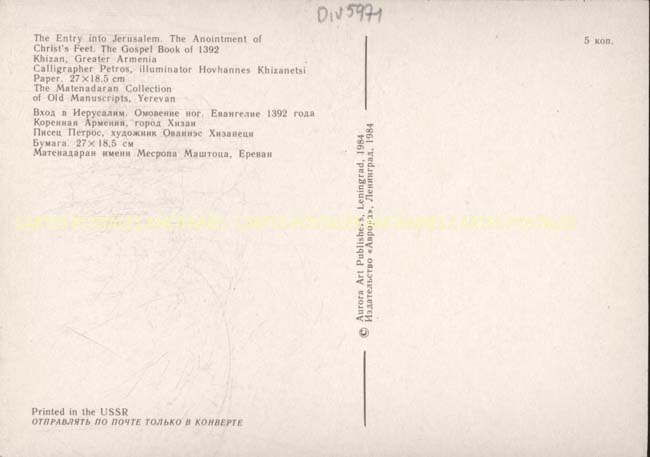 Div5971
The Entry into Jerusalem. The Anointment of
Christ's Feet. The Gospel Book of 1392
Khizan, Greater Armenia
Calligrapher Petros, illuminator Hovhannes Khizanetsi
Paper. 27×18.5 cm
The Matenadaran Collection
of Old Manuscripts, Yerevan
Вход в Иерусалим. Омовение ног. Евангелие 1392 года
Коренная Армения, город Хизан
Писец Петрос, художник Ованнэс Хизанеци
Бумага. 27×18,5 см
Матенадаран имени Месропа Маштоца, Ереван
5 коп.
© Aurora Art Publishers, Leningrad, 1984
Издательство «Аврора», Ленинград, 1984
Printed in the USSR
ОТПРАВЛЯТЬ ПО ПОЧТЕ ТОЛЬКО В КОНВЕРТЕ